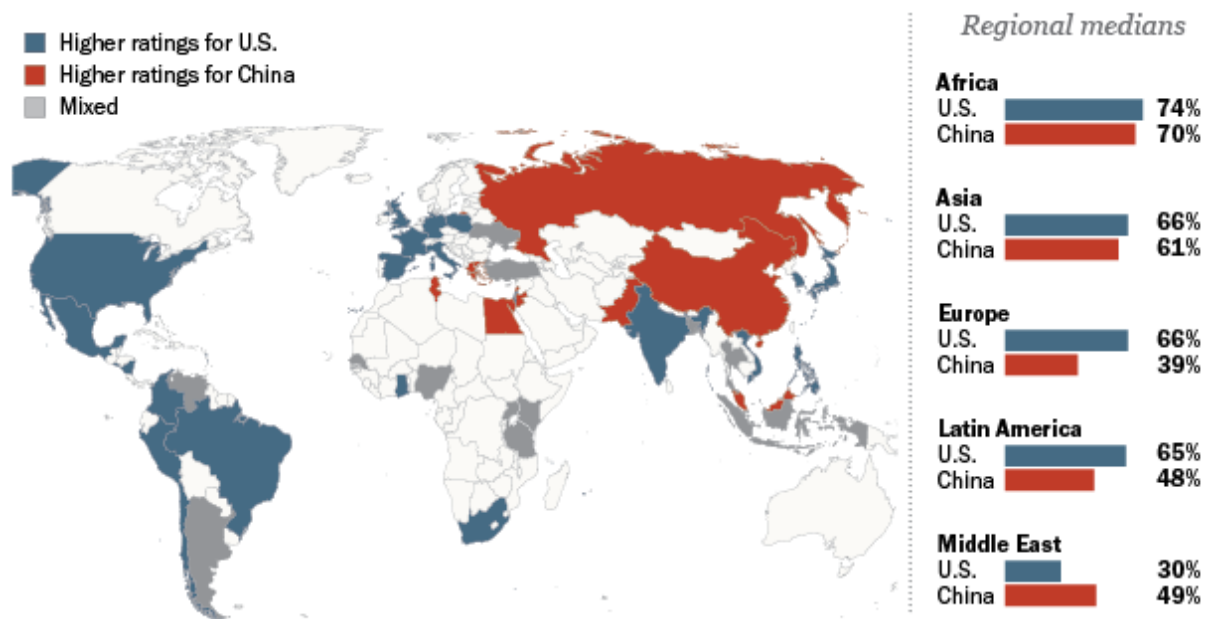 Higher ratings for U.S.
Higher ratings for China
Mixed
Regional medians
Africa
U.S. 74%
China 70%
Asia
U.S. 66%
China 61%
Europe
U.S. 66%
China 39%
Latin America
U.S. 65%
China 48%
Middle East
U.S. 30%
China 49%